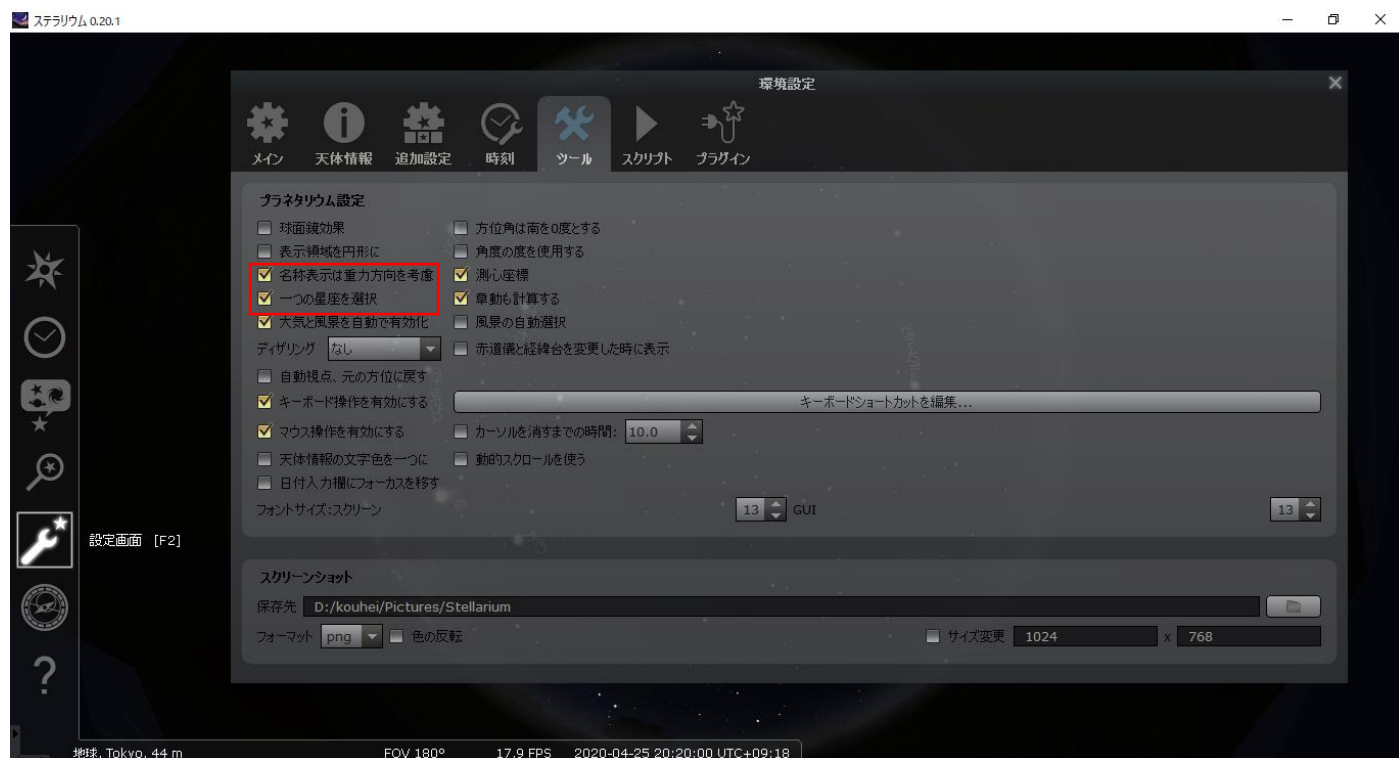 ステラリウム 0.20.1
環境設定
メイン 天体情報 追加設定 時刻 ツール スクリプト プラグイン
プラネタリウム設定
球面鏡効果 方位角は南を0度とする
表示領域を円形に 角度の度を使用する
名称表示は重力方向を考慮 測心座標
一つの星座を選択 章動も計算する
大気と風景を自動で有効化 風景の自動選択
ディザリング なし 赤道儀と経緯台を変更した時に表示
自動視点、元の方位に戻す
キーボード操作を有効にする キーボードショートカットを編集...
マウス操作を有効にする カーソルを消すまでの時間: 10.0
天体情報の文字色を一つに 動的スクロールを使う
日付入力欄にフォーカスを移す
フォントサイズ:スクリーン 13 GUI 13
設定画面 [F2]
スクリーンショット
保存先 D:/kouhei/Pictures/Stellarium
フォーマット png 色の反転 サイズ変更 1024 x 768
地球, Tokyo, 44 m FOV 180° 17.9 FPS 2020-04-25 20:20:00 UTC+09:18